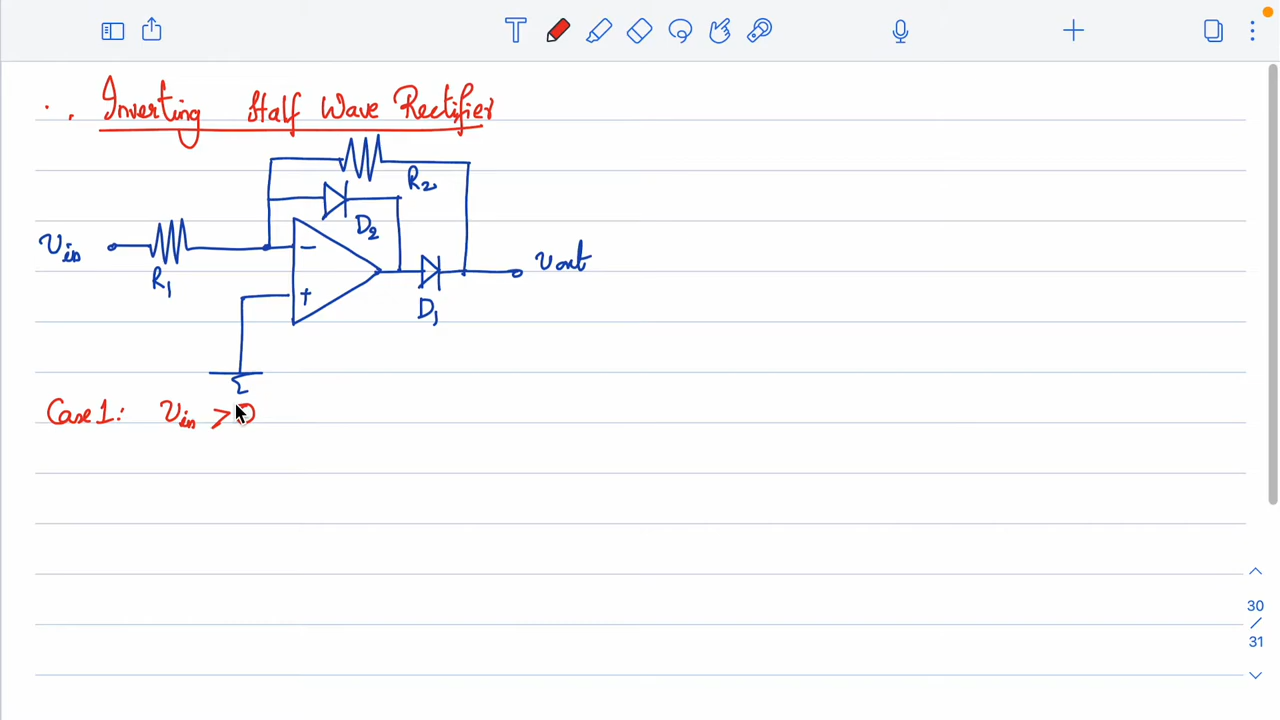 Inverting Half Wave Rectifier
R2
D2
Vin
R1
−
+
Vout
D1
Case 1: Vin > 0
30
/
31